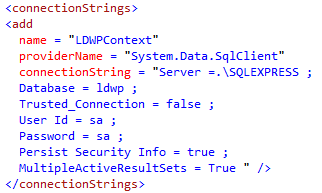 <connectionStrings>
<add
name = "LDWPContext"
providerName = "System.Data.SqlClient"
connectionString = "Server =.\SQLEXPRESS ;
Database = ldwp ;
Trusted_Connection = false ;
User Id = sa ;
Password = sa ;
Persist Security Info = true ;
MultipleActiveResultSets = True " />
</connectionStrings>